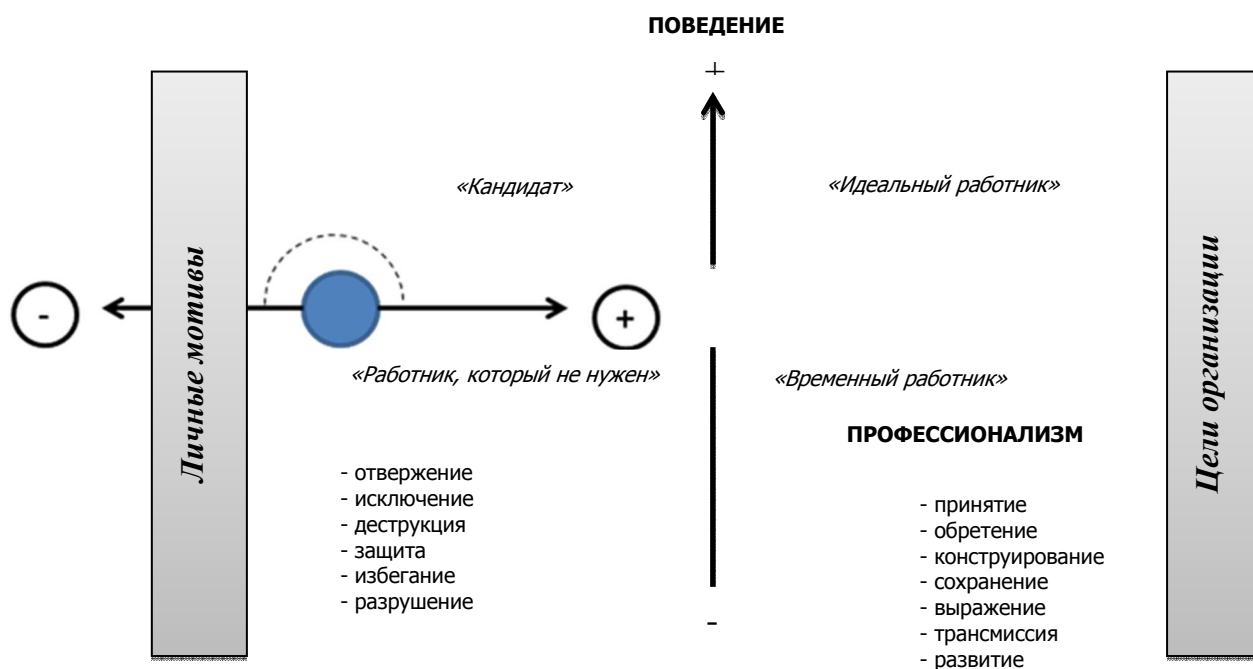 ПОВЕДЕНИЕ
+
«Кандидат»
«Идеальный работник»
Личные мотивы
Цели организации
-
+
«Работник, который не нужен»
«Временный работник»
ПРОФЕССИОНАЛИЗМ
- отвержение
- исключение
- деструкция
- защита
- избегание
- разрушение
- принятие
- обретение
- конструирование
- сохранение
- выражение
- трансмиссия
- развитие
-